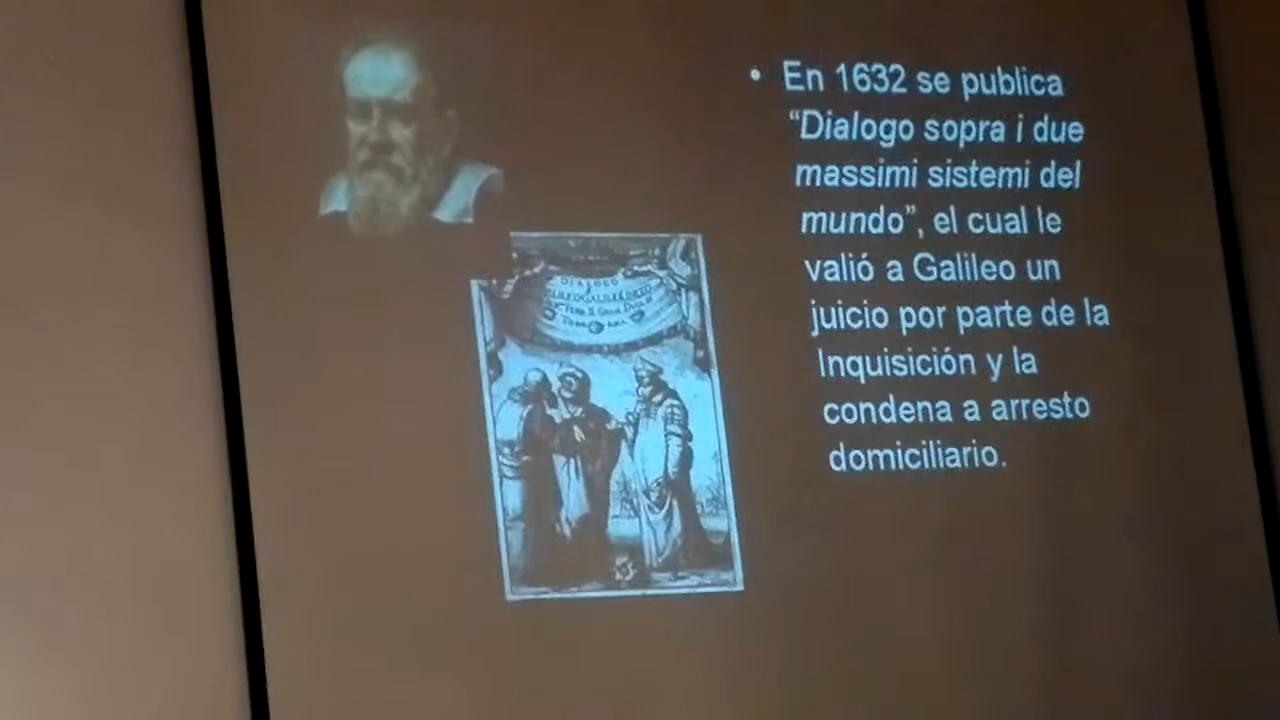 • En 1632 se publica
“Dialogo sopra i due
massimi sistemi del
mundo”, el cual le
valió a Galileo un
juicio por parte de la
Inquisición y la
condena a arresto
domiciliario.
DIALOGO